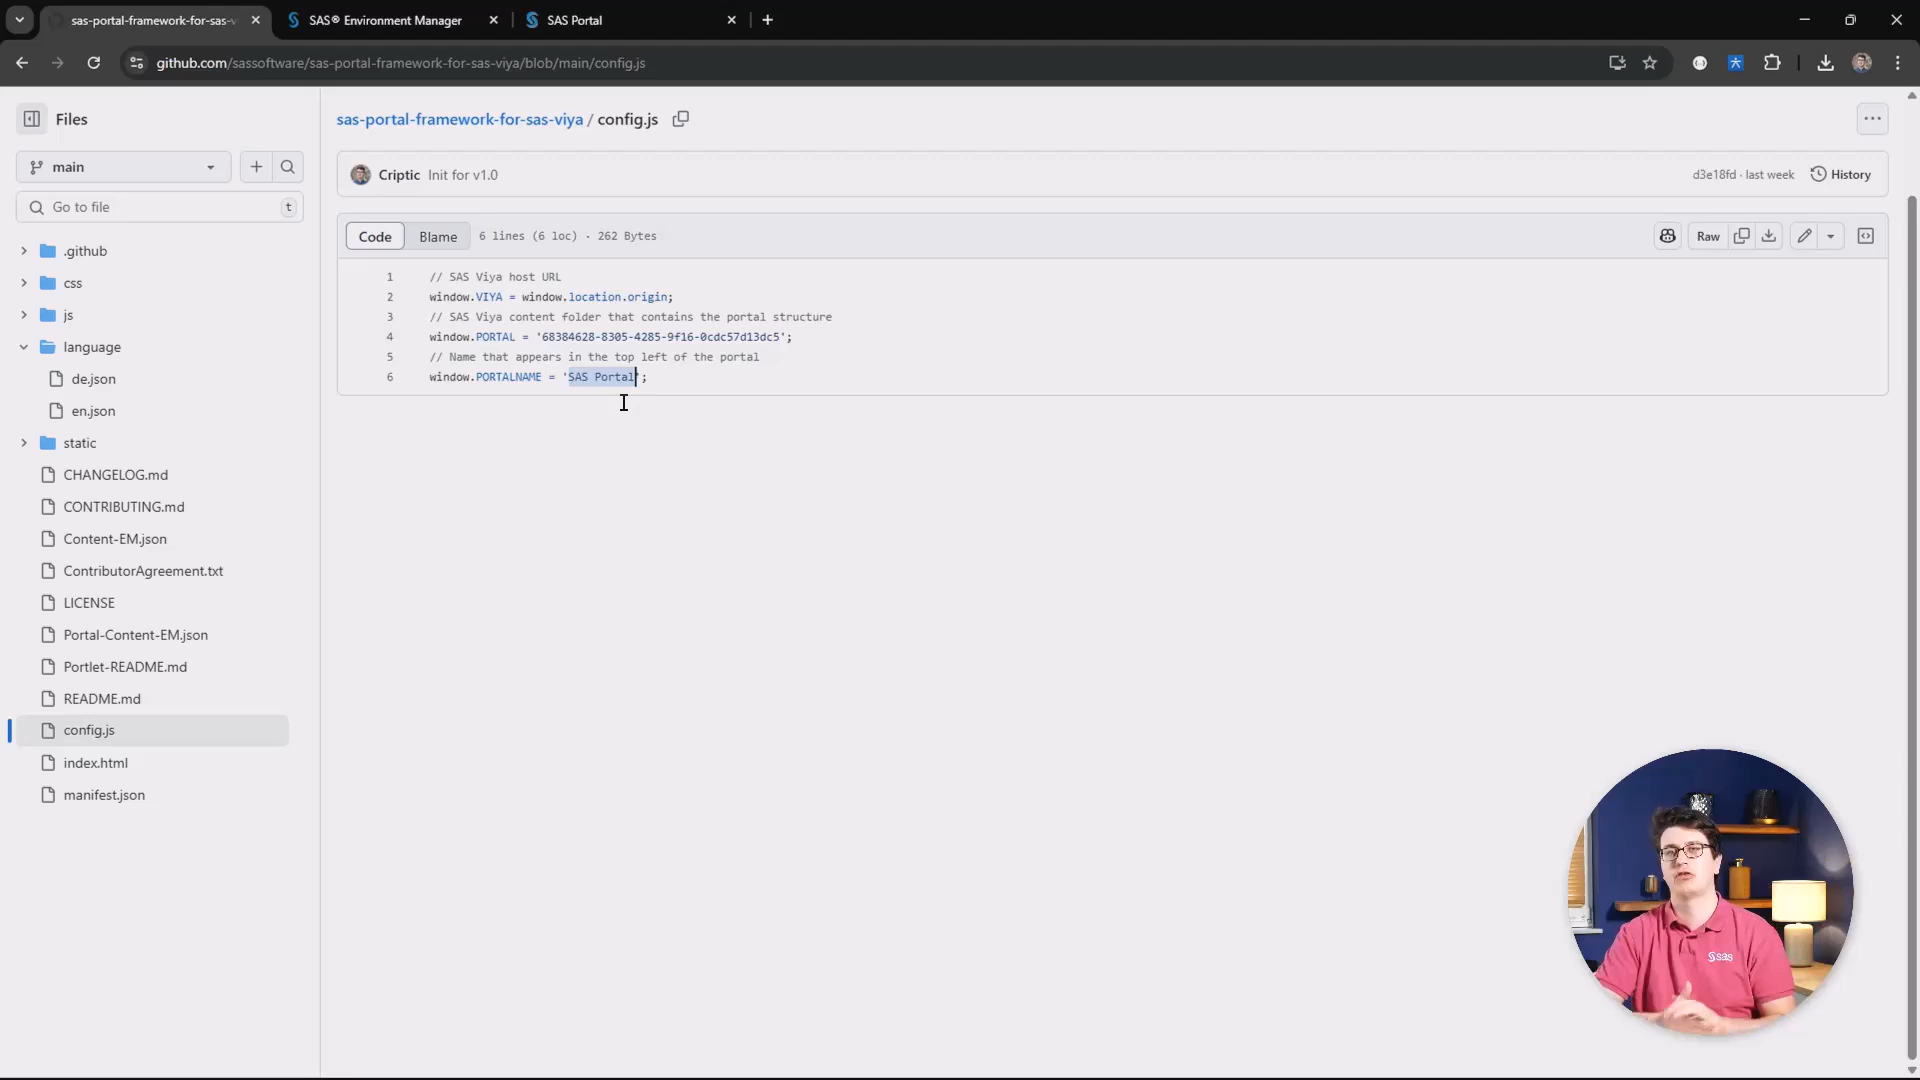 sas-portal-framework-for-sas-v
SAS® Environment Manager
SAS Portal
github.com/sassoftware/sas-portal-framework-for-sas-viya/blob/main/config.js
Files
sas-portal-framework-for-sas-viya / config.js
main
Criptic Init for v1.0
d3e18fd · last week
History
Go to file
t
Code
Blame
6 lines (6 loc) · 262 Bytes
Raw
.github
css
js
language
de.json
en.json
static
CHANGELOG.md
CONTRIBUTING.md
Content-EM.json
ContributorAgreement.txt
LICENSE
Portal-Content-EM.json
Portlet-README.md
README.md
config.js
index.html
manifest.json
1 // SAS Viya host URL
2 window.VIYA = window.location.origin;
3 // SAS Viya content folder that contains the portal structure
4 window.PORTAL = '68384628-8305-4285-9f16-0cdc57d13dc5';
5 // Name that appears in the top left of the portal
6 window.PORTALNAME = 'SAS Portal';
sas